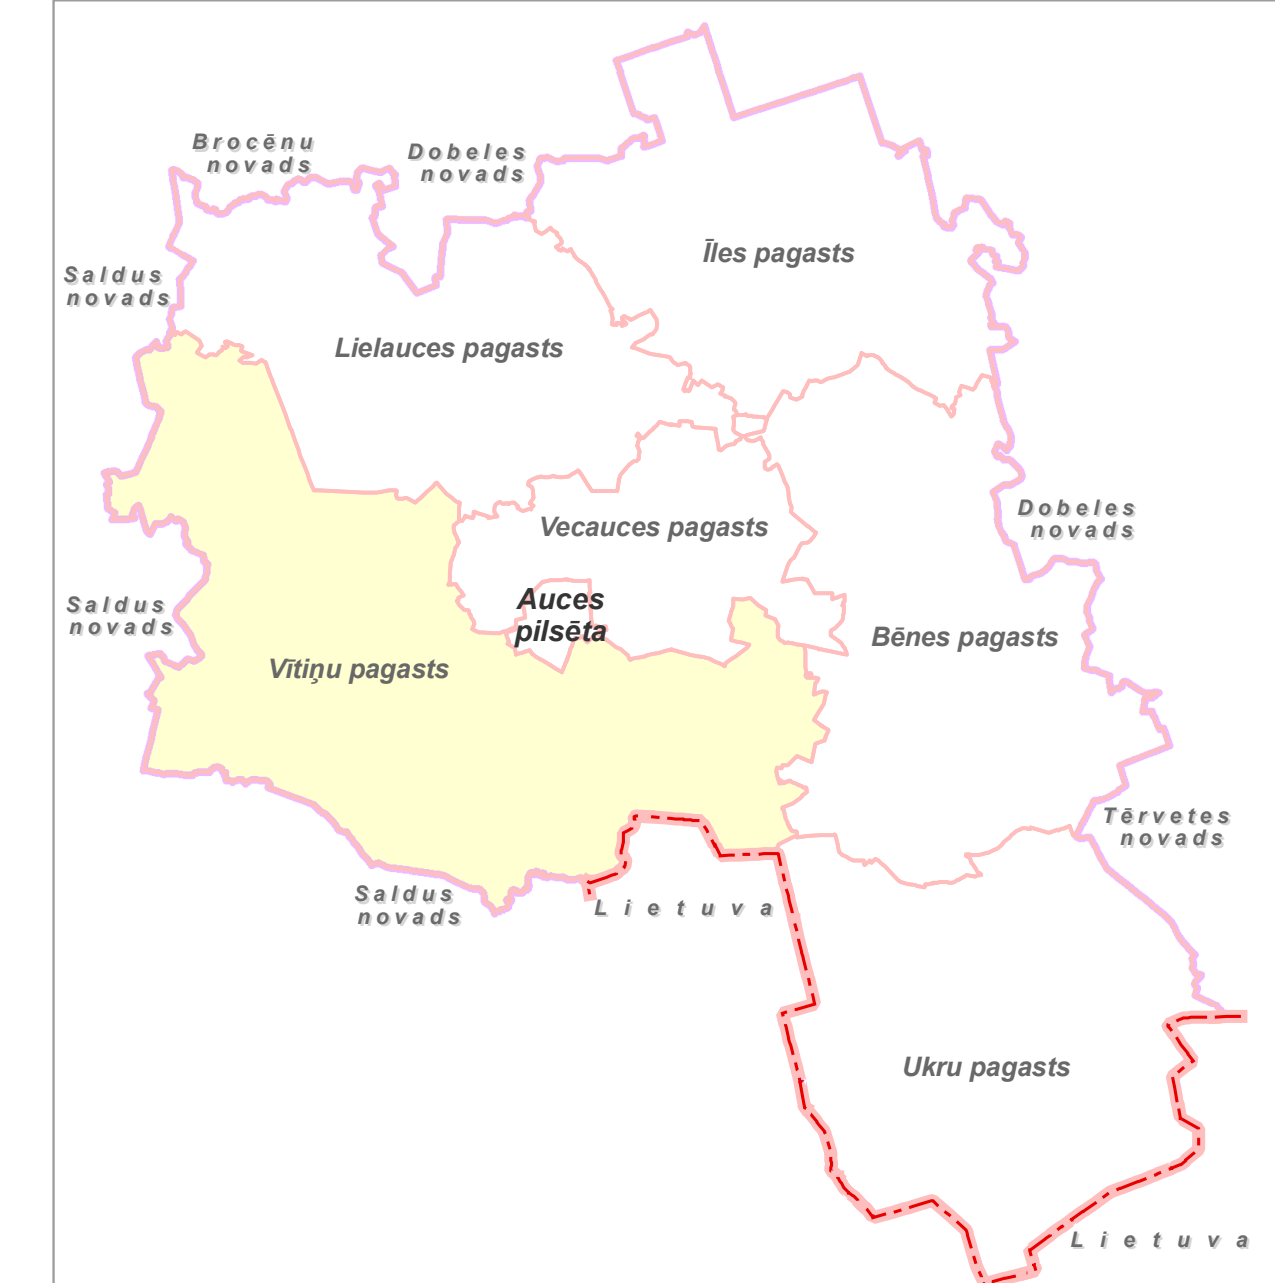 Brocēnu
novads
Dobeles
novads
Īles pagasts
Saldus
novads
Lielauces pagasts
Dobeles
novads
Vecauces pagasts
Auces
pilsēta
Saldus
novads
Bēnes pagasts
Vītiņu pagasts
Tērvetes
novads
Saldus
novads
Lietuva
Ukru pagasts
Lietuva